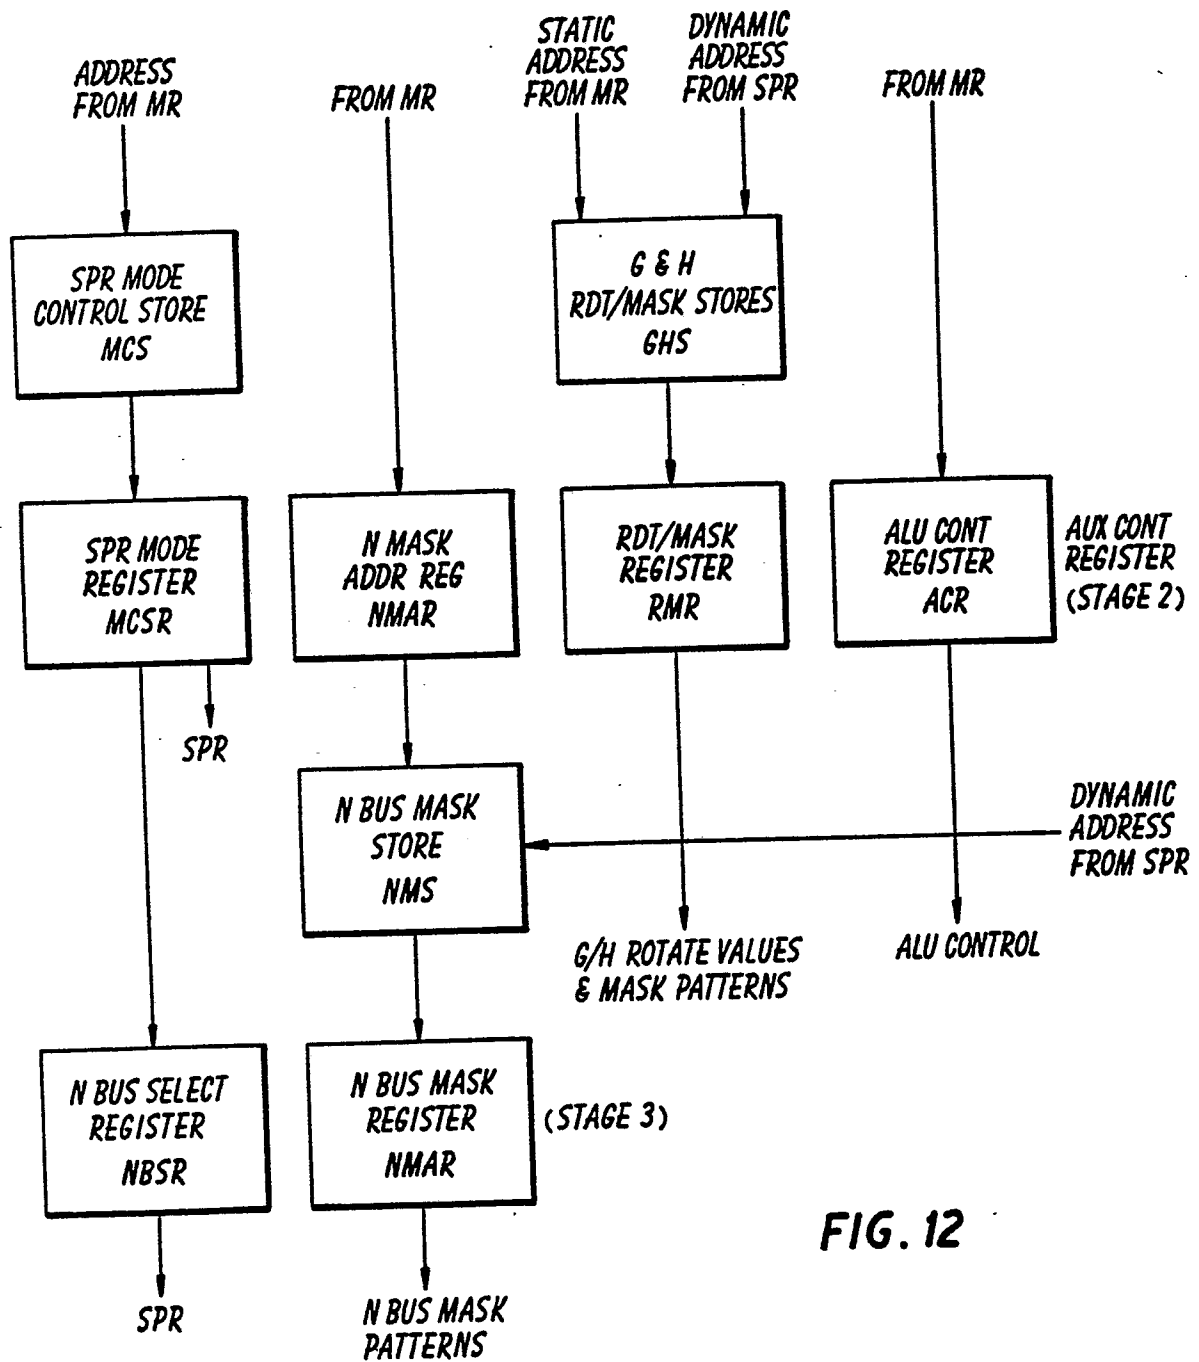 ADDRESS
FROM MR
FROM MR
STATIC
ADDRESS
FROM MR
DYNAMIC
ADDRESS
FROM SPR
FROM MR
SPR MODE
CONTROL STORE
MCS
G & H
RDT/MASK STORES
GHS
SPR MODE
REGISTER
MCSR
N MASK
ADDR REG
NMAR
RDT/MASK
REGISTER
RMR
ALU CONT
REGISTER
ACR
AUX CONT
REGISTER
(STAGE 2)
SPR
N BUS MASK
STORE
NMS
DYNAMIC
ADDRESS
FROM SPR
G/H ROTATE VALUES
& MASK PATTERNS
ALU CONTROL
N BUS SELECT
REGISTER
NBSR
N BUS MASK
REGISTER
NMAR
(STAGE 3)
SPR
N BUS MASK
PATTERNS
FIG. 12